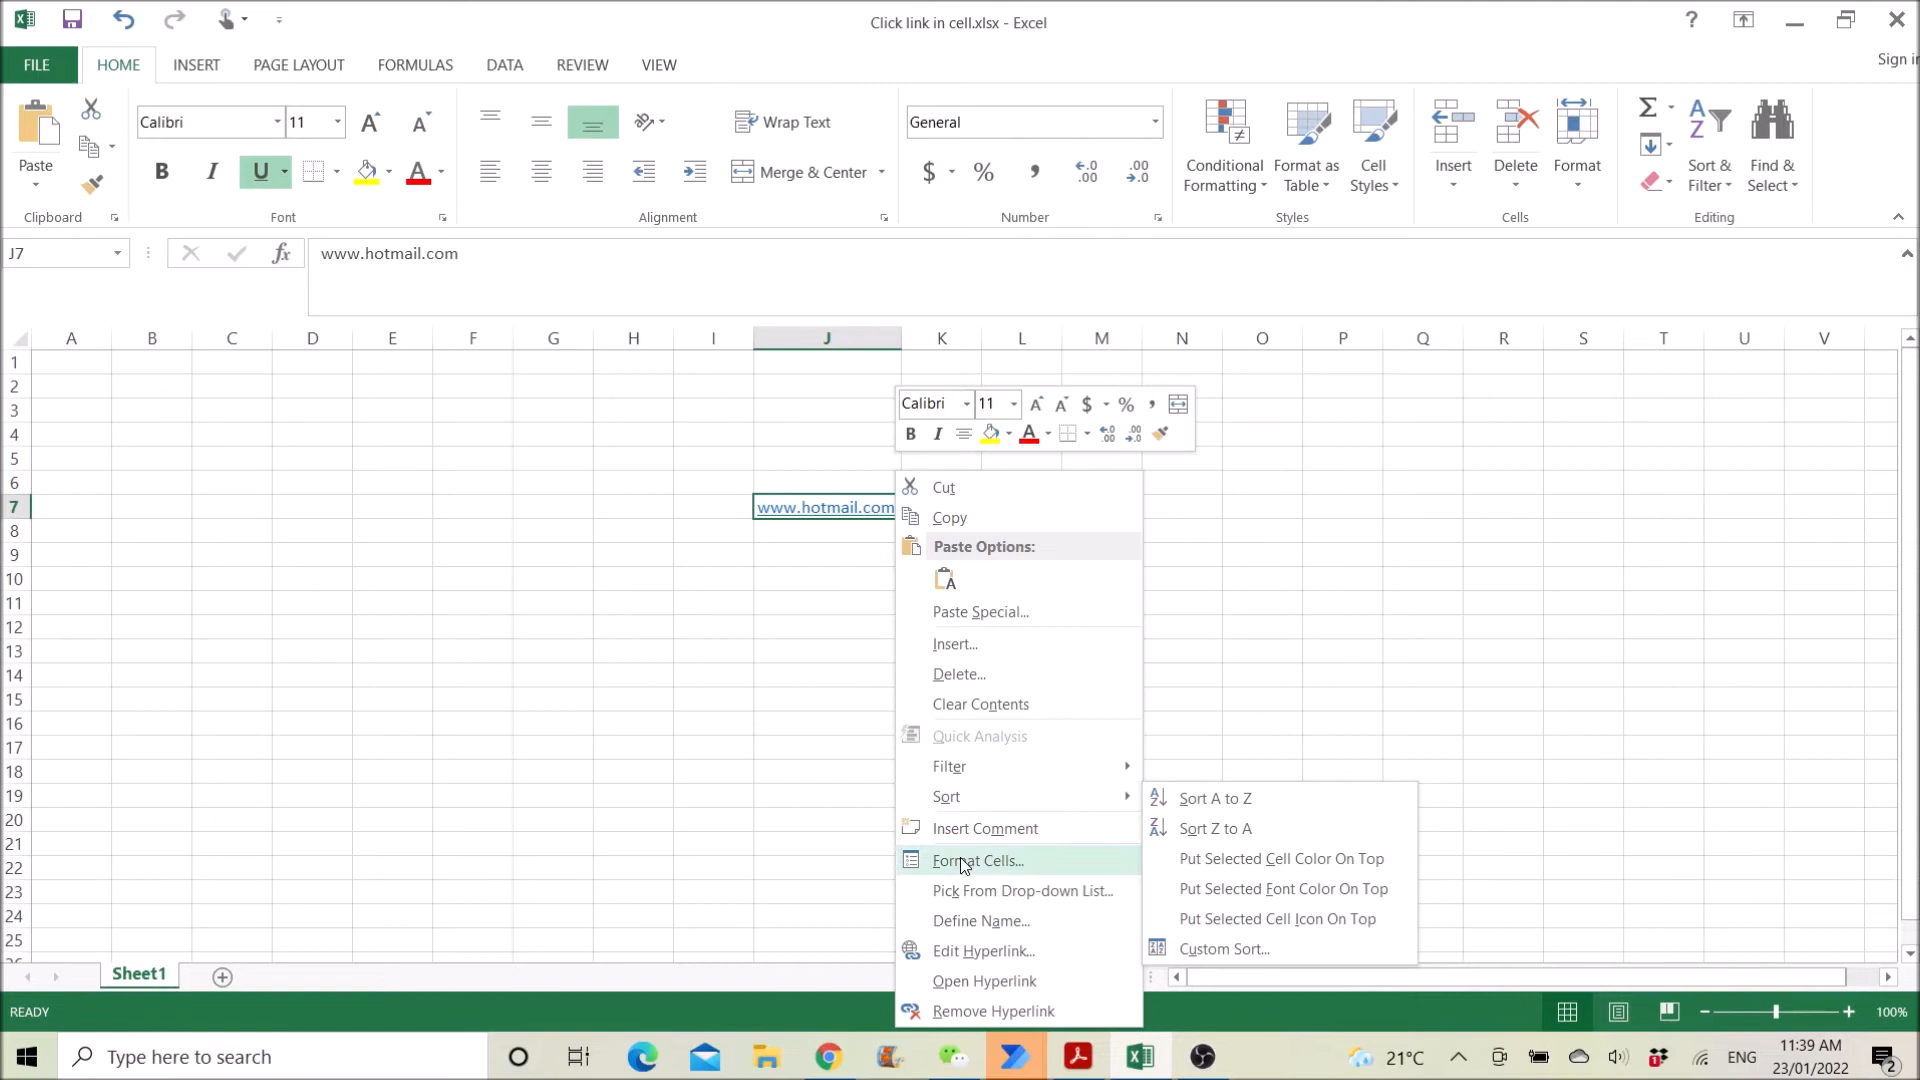 Click link in cell.xlsx - Excel
?
FILE HOME INSERT PAGE LAYOUT FORMULAS DATA REVIEW VIEW
Paste
Calibri 11
B I U
Wrap Text
Merge & Center
General
$ % ,
Conditional Formatting
Format as Table
Cell Styles
Insert Delete Format
Sort & Filter
Find & Select
Clipboard Font Alignment Number Styles Cells Editing
J7
fx www.hotmail.com
A B C D E F G H I J K L M N O P Q R S T U V
1
2
3
4
5
6
7 www.hotmail.com
8
9
10
11
12
13
14
15
16
17
18
19
20
21
22
23
24
25
Calibri 11 $ % ,
B I A
Cut
Copy
Paste Options:
Paste Special...
Insert...
Delete...
Clear Contents
Quick Analysis
Filter
Sort
Insert Comment
Format Cells...
Pick From Drop-down List...
Define Name...
Edit Hyperlink...
Open Hyperlink
Remove Hyperlink
Sort A to Z
Sort Z to A
Put Selected Cell Color On Top
Put Selected Font Color On Top
Put Selected Cell Icon On Top
Custom Sort...
Sheet1
READY
100%
Type here to search
21°C
ENG
11:39 AM
23/01/2022
2